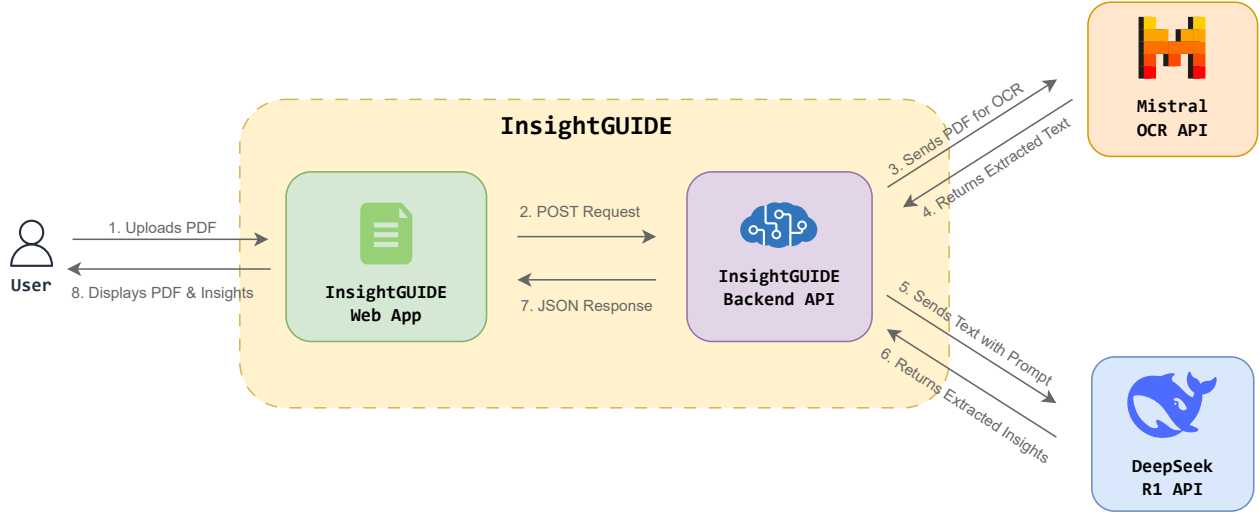 InsightGUIDE
Mistral
OCR API
3. Sends PDF for OCR
4. Returns Extracted Text
1. Uploads PDF
2. POST Request
User
8. Displays PDF & Insights
InsightGUIDE
Web App
7. JSON Response
InsightGUIDE
Backend API
5. Sends Text with Prompt
6. Returns Extracted Insights
DeepSeek
R1 API